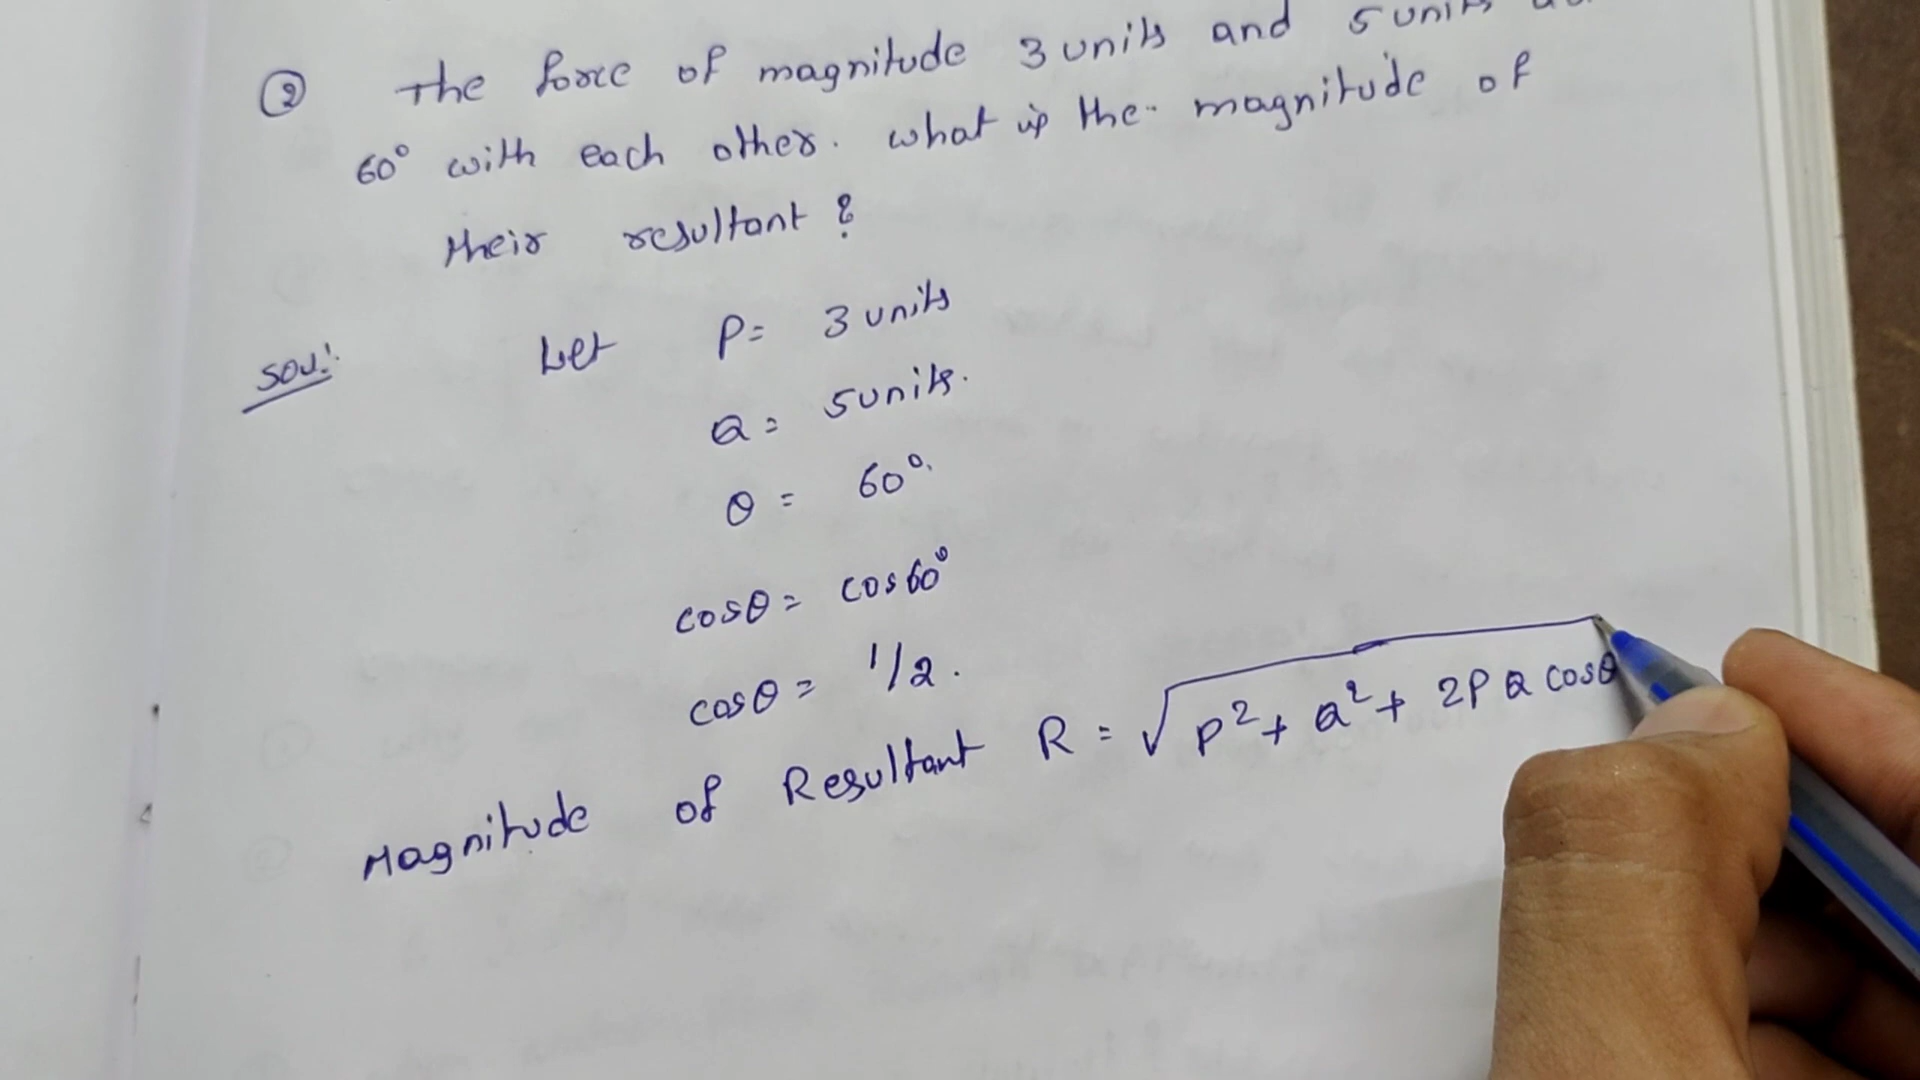 ② The force of magnitude 3 units and 5 units
60° with each other. what is the magnitude of
their resultant ?
sol:
Let P = 3 units
Q = 5 units.
θ = 60°.
cosθ = cos60°
cosθ = 1/2.
Magnitude of Resultant R = √P² + Q² + 2PQ cosθ